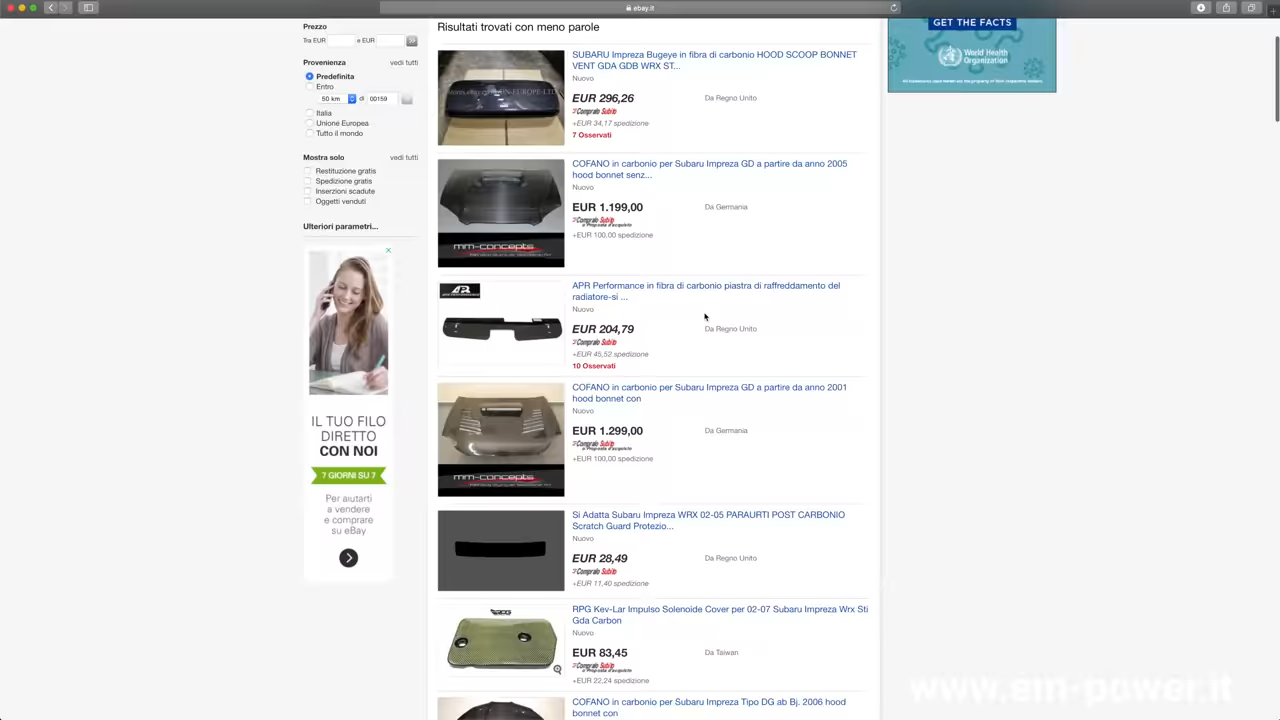 ebay.it
Prezzo
Tra EUR
e EUR
Provenienza
vedi tutti
Predefinita
Entro
50 km
di
00159
Italia
Unione Europea
Tutto il mondo
Mostra solo
vedi tutti
Restituzione gratis
Spedizione gratis
Inserzioni scadute
Oggetti venduti
Ulteriori parametri...
IL TUO FILO
DIRETTO
CON NOI
7 GIORNI SU 7
Per aiutarti
a vendere
e comprare
su eBay
Risultati trovati con meno parole
SUBARU Impreza Bugeye in fibra di carbonio HOOD SCOOP BONNET
VENT GDA GDB WRX ST...
Nuovo
EUR 296,26
Da Regno Unito
Compralo Subito
+EUR 34,17 spedizione
7 Osservati
COFANO in carbonio per Subaru Impreza GD a partire da anno 2005
hood bonnet senz...
Nuovo
EUR 1.199,00
Da Germania
Compralo Subito
o Proposta d'acquisto
+EUR 100,00 spedizione
mm-concepts
APR Performance in fibra di carbonio piastra di raffreddamento del
radiatore-si ...
Nuovo
EUR 204,79
Da Regno Unito
Compralo Subito
+EUR 45,52 spedizione
10 Osservati
COFANO in carbonio per Subaru Impreza GD a partire da anno 2001
hood bonnet con
Nuovo
EUR 1.299,00
Da Germania
Compralo Subito
o Proposta d'acquisto
+EUR 100,00 spedizione
mm-concepts
Si Adatta Subaru Impreza WRX 02-05 PARAURTI POST CARBONIO
Scratch Guard Protezio...
Nuovo
EUR 28,49
Da Regno Unito
Compralo Subito
+EUR 11,40 spedizione
RPG Kev-Lar Impulso Solenoide Cover per 02-07 Subaru Impreza Wrx Sti
Gda Carbon
Nuovo
EUR 83,45
Da Taiwan
Compralo Subito
o Proposta d'acquisto
+EUR 22,24 spedizione
COFANO in carbonio per Subaru Impreza Tipo DG ab Bj. 2006 hood
bonnet con
GET THE FACTS
World Health
Organization
www.em-power.it